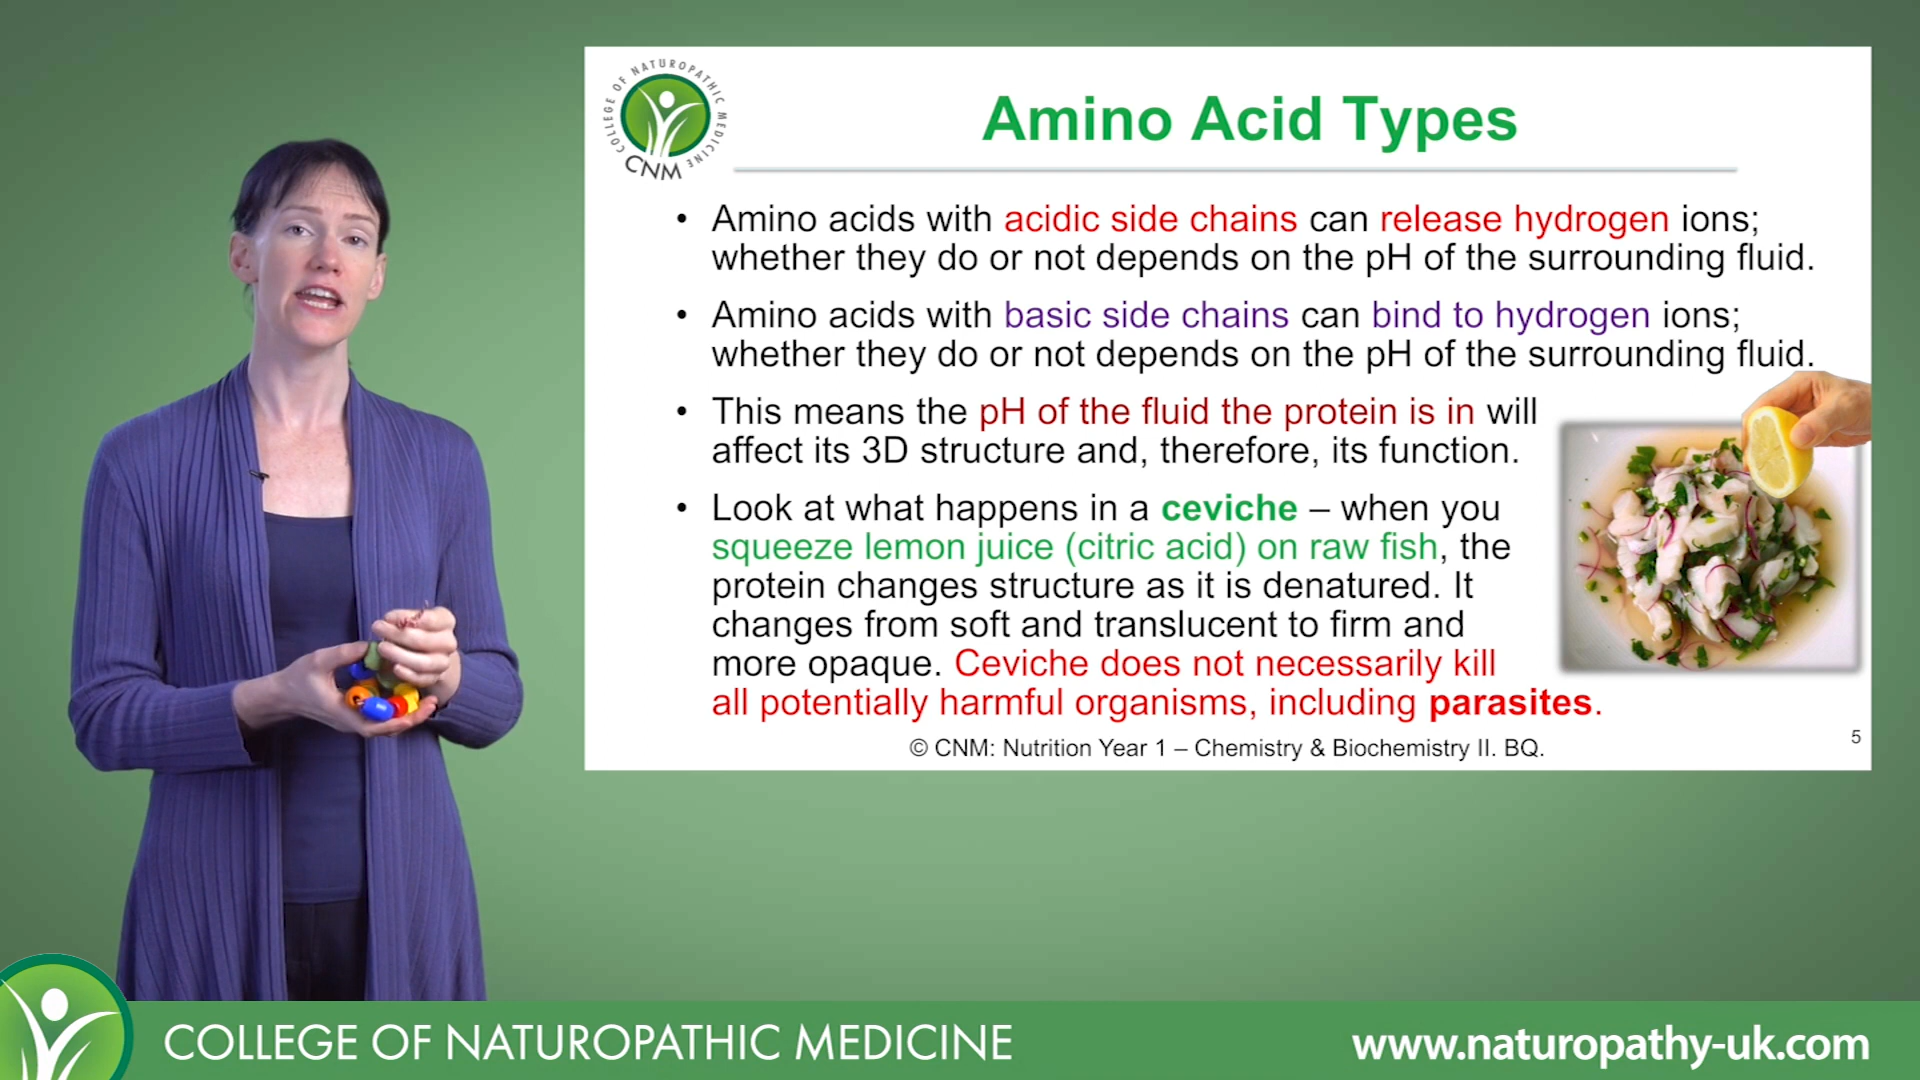 COLLEGE OF NATUROPATHIC MEDICINE
CNM
Amino Acid Types
• Amino acids with acidic side chains can release hydrogen ions;
whether they do or not depends on the pH of the surrounding fluid.
• Amino acids with basic side chains can bind to hydrogen ions;
whether they do or not depends on the pH of the surrounding fluid.
• This means the pH of the fluid the protein is in will
affect its 3D structure and, therefore, its function.
• Look at what happens in a ceviche – when you
squeeze lemon juice (citric acid) on raw fish, the
protein changes structure as it is denatured. It
changes from soft and translucent to firm and
more opaque. Ceviche does not necessarily kill
all potentially harmful organisms, including parasites.
© CNM: Nutrition Year 1 – Chemistry & Biochemistry II. BQ.
5
COLLEGE OF NATUROPATHIC MEDICINE
www.naturopathy-uk.com